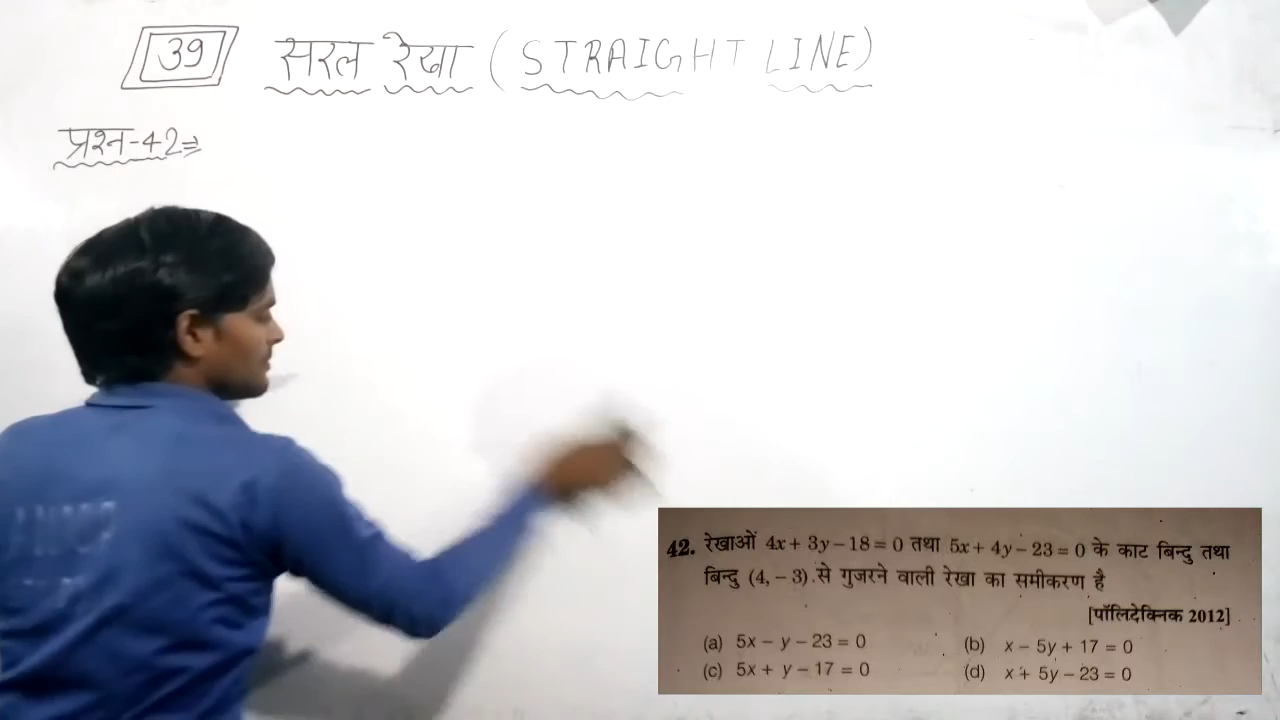 39 सरल रेखा (STRAIGHT LINE)
प्रश्न-42⇒
42. रेखाओं 4x + 3y – 18 = 0 तथा 5x + 4y – 23 = 0 के काट बिन्दु तथा
बिन्दु (4, – 3) से गुजरने वाली रेखा का समीकरण है
[पॉलिटेक्निक 2012]
(a) 5x – y – 23 = 0 (b) x – 5y + 17 = 0
(c) 5x + y – 17 = 0 (d) x + 5y – 23 = 0